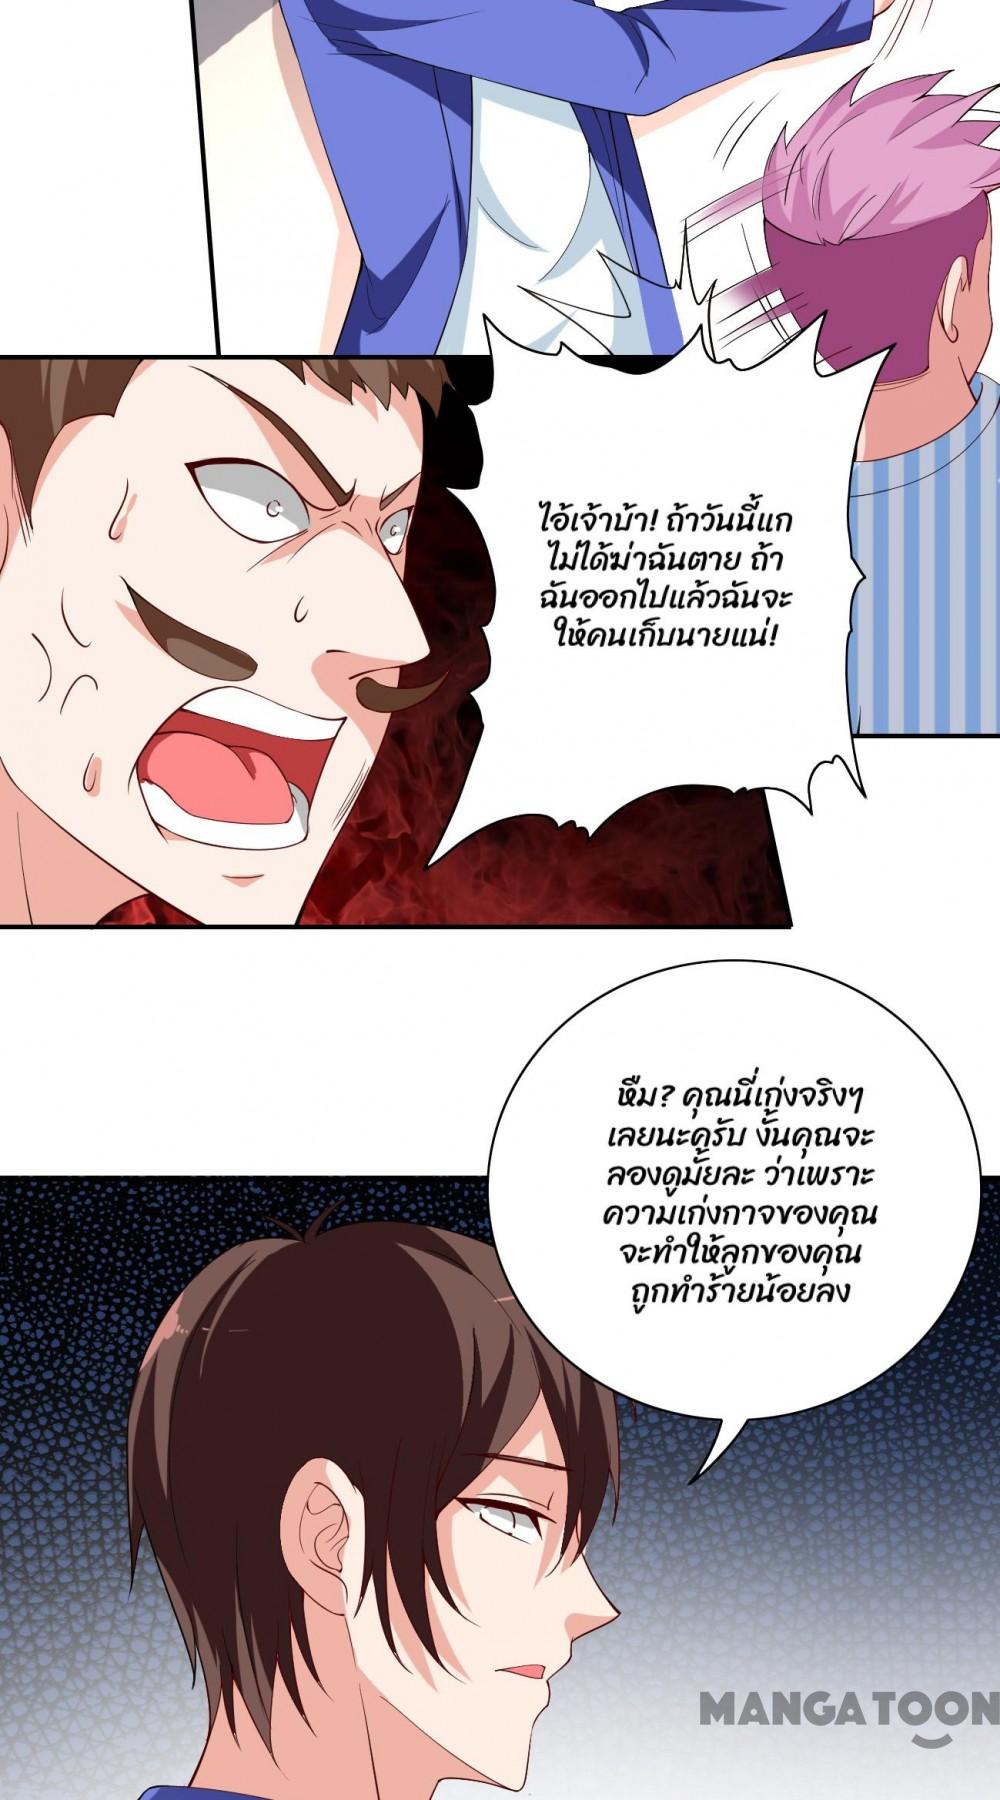 ไอ้เจ้าบ้า! ถ้าวันนี้แก
ไม่ได้ฆ่าฉันตาย ถ้า
ฉันออกไปแล้วฉันจะ
ให้คนเก็บนายแน่!
หืม? คุณนี่เก่งจริงๆ
เลยนะครับ งั้นคุณจะ
ลองดูมั้ยละ ว่าเพราะ
ความเก่งกาจของคุณ
จะทำให้ลูกของคุณ
ถูกทำร้ายน้อยลง
MANGATOON